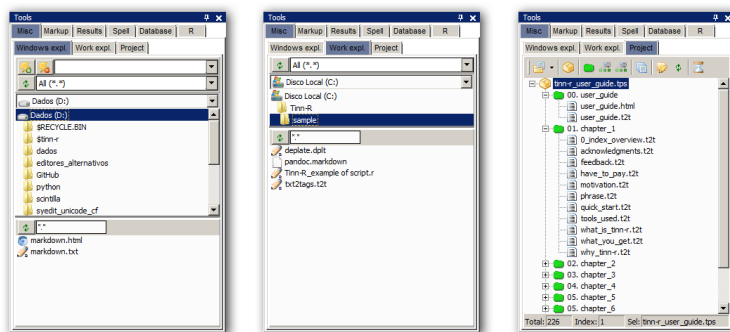 Tools
Misc Markup Results Spell Database R
Windows expl. Work expl. Project
All (*.*)
Dados (D:)
Dados (D:)
$RECYCLE.BIN
$tinn-r
dados
editores_alternativos
GitHub
python
scintilla
syedit_unicode_cf
*.*
markdown.html
markdown.txt
Tools
Misc Markup Results Spell Database R
Windows expl. Work expl. Project
All (*.*)
Disco Local (C:)
Disco Local (C:)
Tinn-R
sample
*.*
deplate.dplt
pandoc.markdown
Tinn-R_example of script.r
txt2tags.t2t
Tools
Misc Markup Results Spell Database R
Windows expl. Work expl. Project
tinn-r_user_guide.tps
00. user_guide
user_guide.html
user_guide.t2t
01. chapter_1
0_index_overview.t2t
acknowledgments.t2t
feedback.t2t
have_to_pay.t2t
motivation.t2t
phrase.t2t
quick_start.t2t
tools_used.t2t
what_is_tinn-r.t2t
what_you_get.t2t
why_tinn-r.t2t
02. chapter_2
03. chapter_3
04. chapter_4
05. chapter_5
05. chapter_6
Total: 226 Index: 1 Sel: tinn-r_user_guide.tps